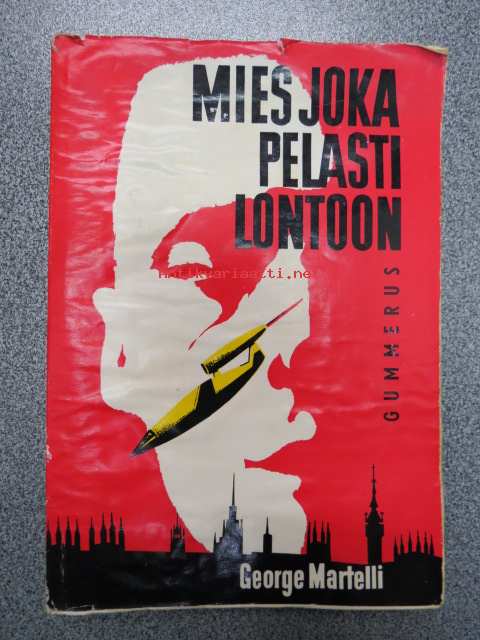 MIES JOKA
PELASTI
LONTOON
antikvariaatti.net
GUMMERUS
George Martelli